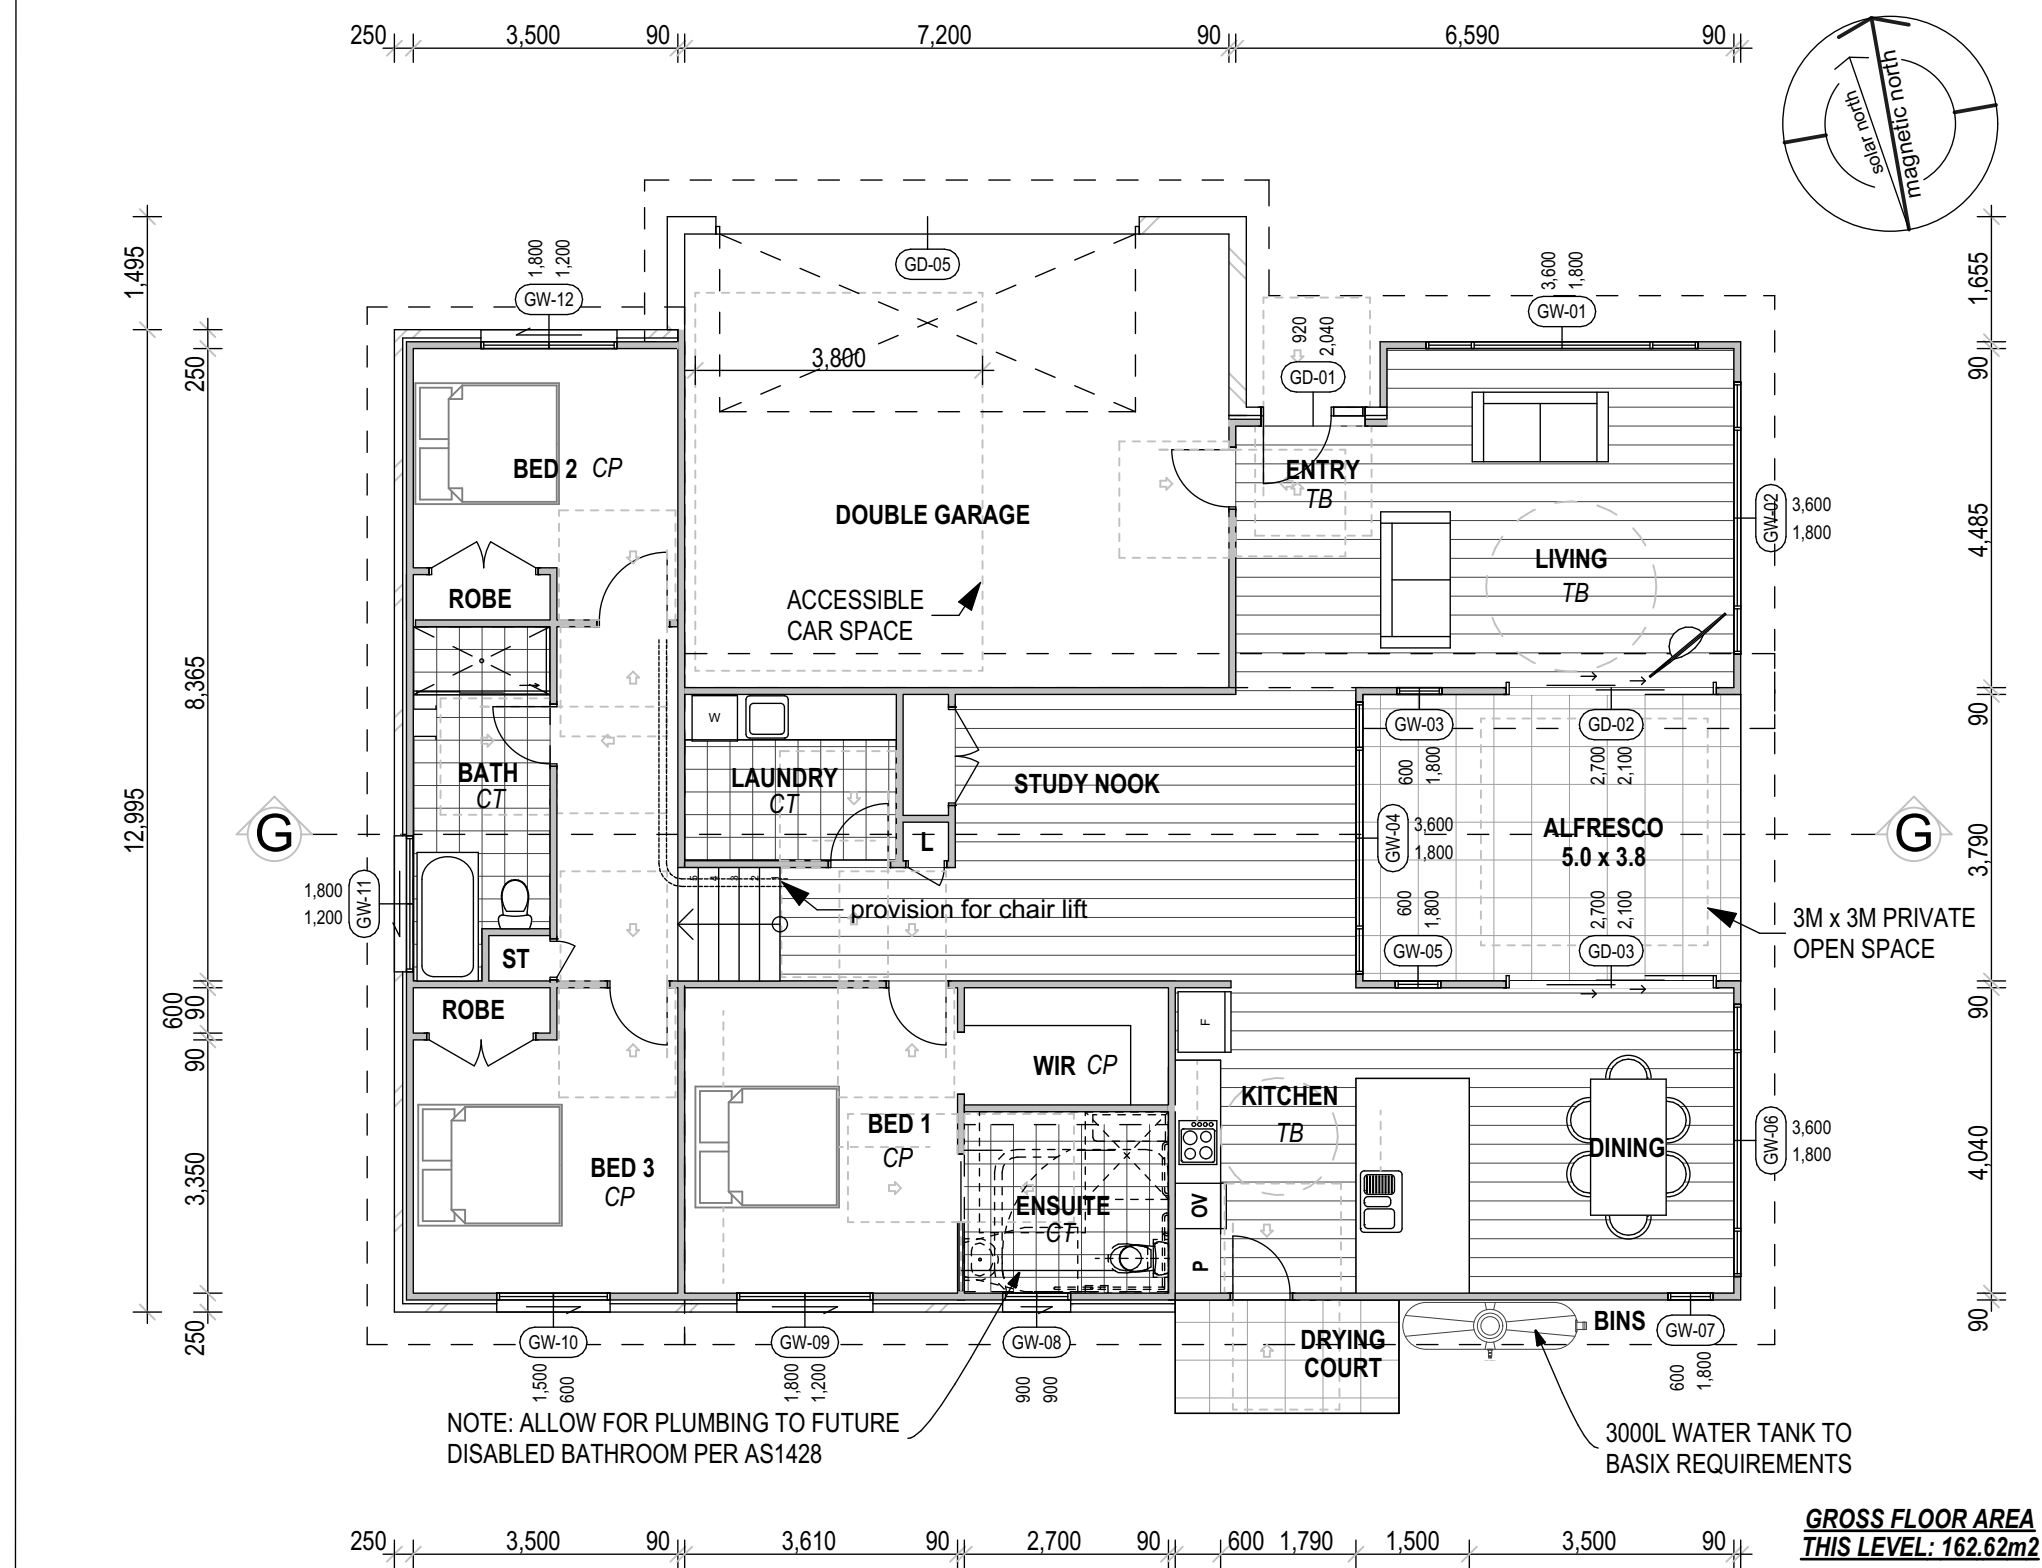 250 3,500 90 7,200 90 6,590 90
solar north
magnetic north
1,495
12,995
250
8,365
90
600
90
3,350
250
1,655
90
4,485
90
3,790
90
4,040
90
1,800
1,200
GW-12
GD-05
3,600
1,800
GW-01
920
2,040
GD-01
3,800
BED 2 CP
DOUBLE GARAGE
ENTRY
TB
GW-02
3,600
1,800
LIVING
TB
ROBE
ACCESSIBLE
CAR SPACE
W
GW-03
600
1,800
GD-02
2,700
2,100
BATH
CT
LAUNDRY
CT
STUDY NOOK
G
G
L
GW-04
3,600
1,800
ALFRESCO
5.0 x 3.8
GW-11
1,800
1,200
5 4 3 2 1
provision for chair lift
600
1,800
GW-05
2,700
2,100
GD-03
3M x 3M PRIVATE
OPEN SPACE
ST
ROBE
F
WIR CP
KITCHEN
TB
BED 1
CP
DINING
GW-06
3,600
1,800
BED 3
CP
ENSUITE
CT
OV
P
BINS
DRYING
COURT
GW-10
1,500
600
GW-09
1,800
1,200
GW-08
900
900
GW-07
600
1,800
NOTE: ALLOW FOR PLUMBING TO FUTURE
DISABLED BATHROOM PER AS1428
3000L WATER TANK TO
BASIX REQUIREMENTS
GROSS FLOOR AREA
THIS LEVEL: 162.62m2
250 3,500 90 3,610 90 2,700 90 600 1,790 1,500 3,500 90